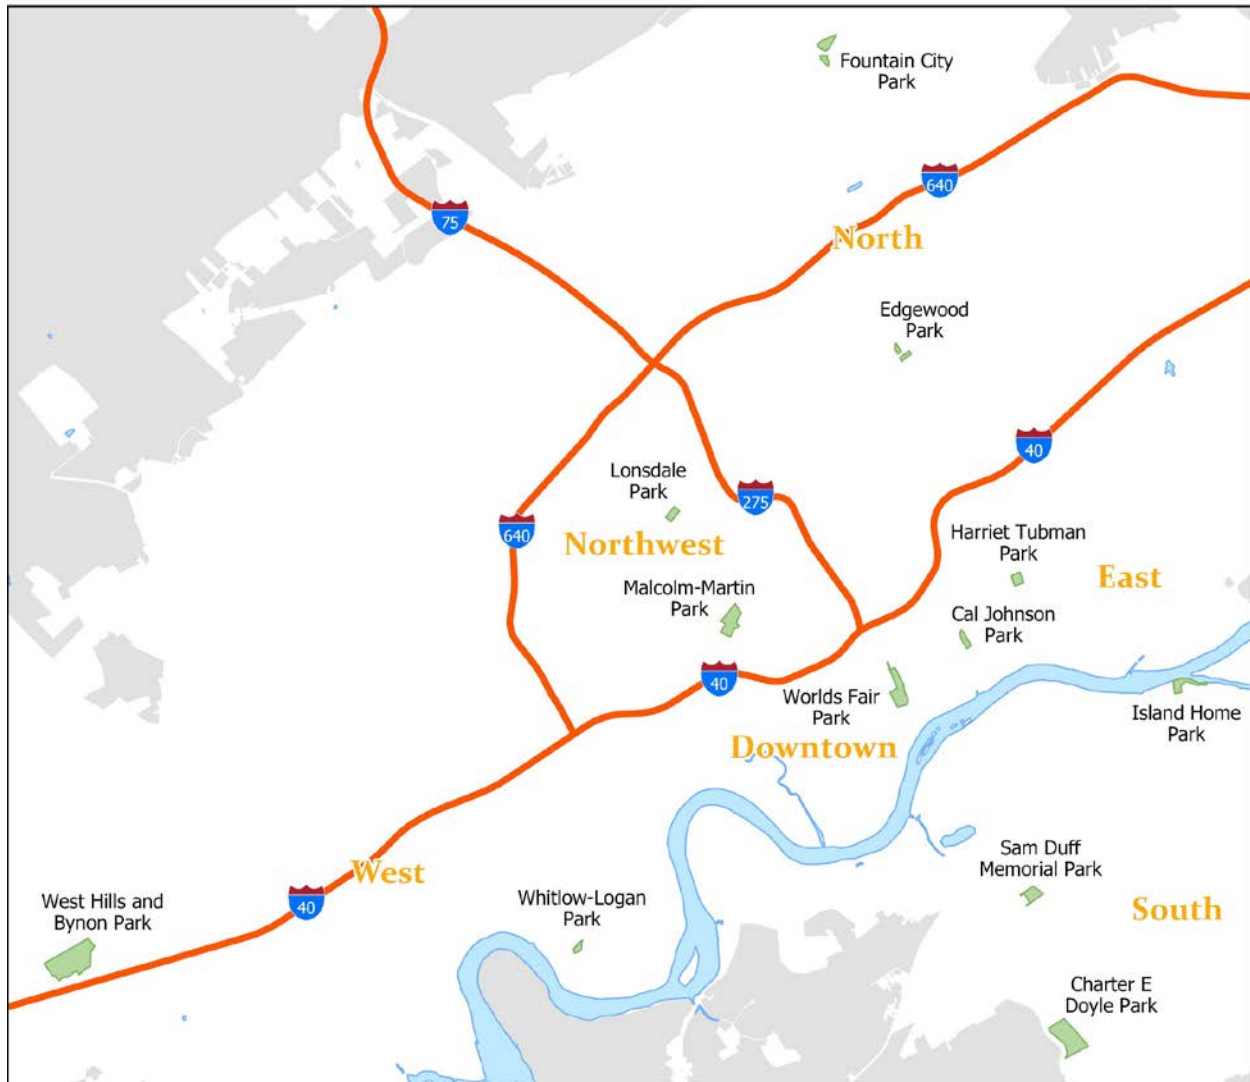 Fountain City
Park
640
75
North
Edgewood
Park
40
Lonsdale
Park
275
640
Northwest
Harriet Tubman
Park
East
Malcolm-Martin
Park
Cal Johnson
Park
40
Worlds Fair
Park
Island Home
Park
Downtown
Sam Duff
Memorial Park
West
West Hills and
Bynon Park
40
Whitlow-Logan
Park
South
Charter E
Doyle Park